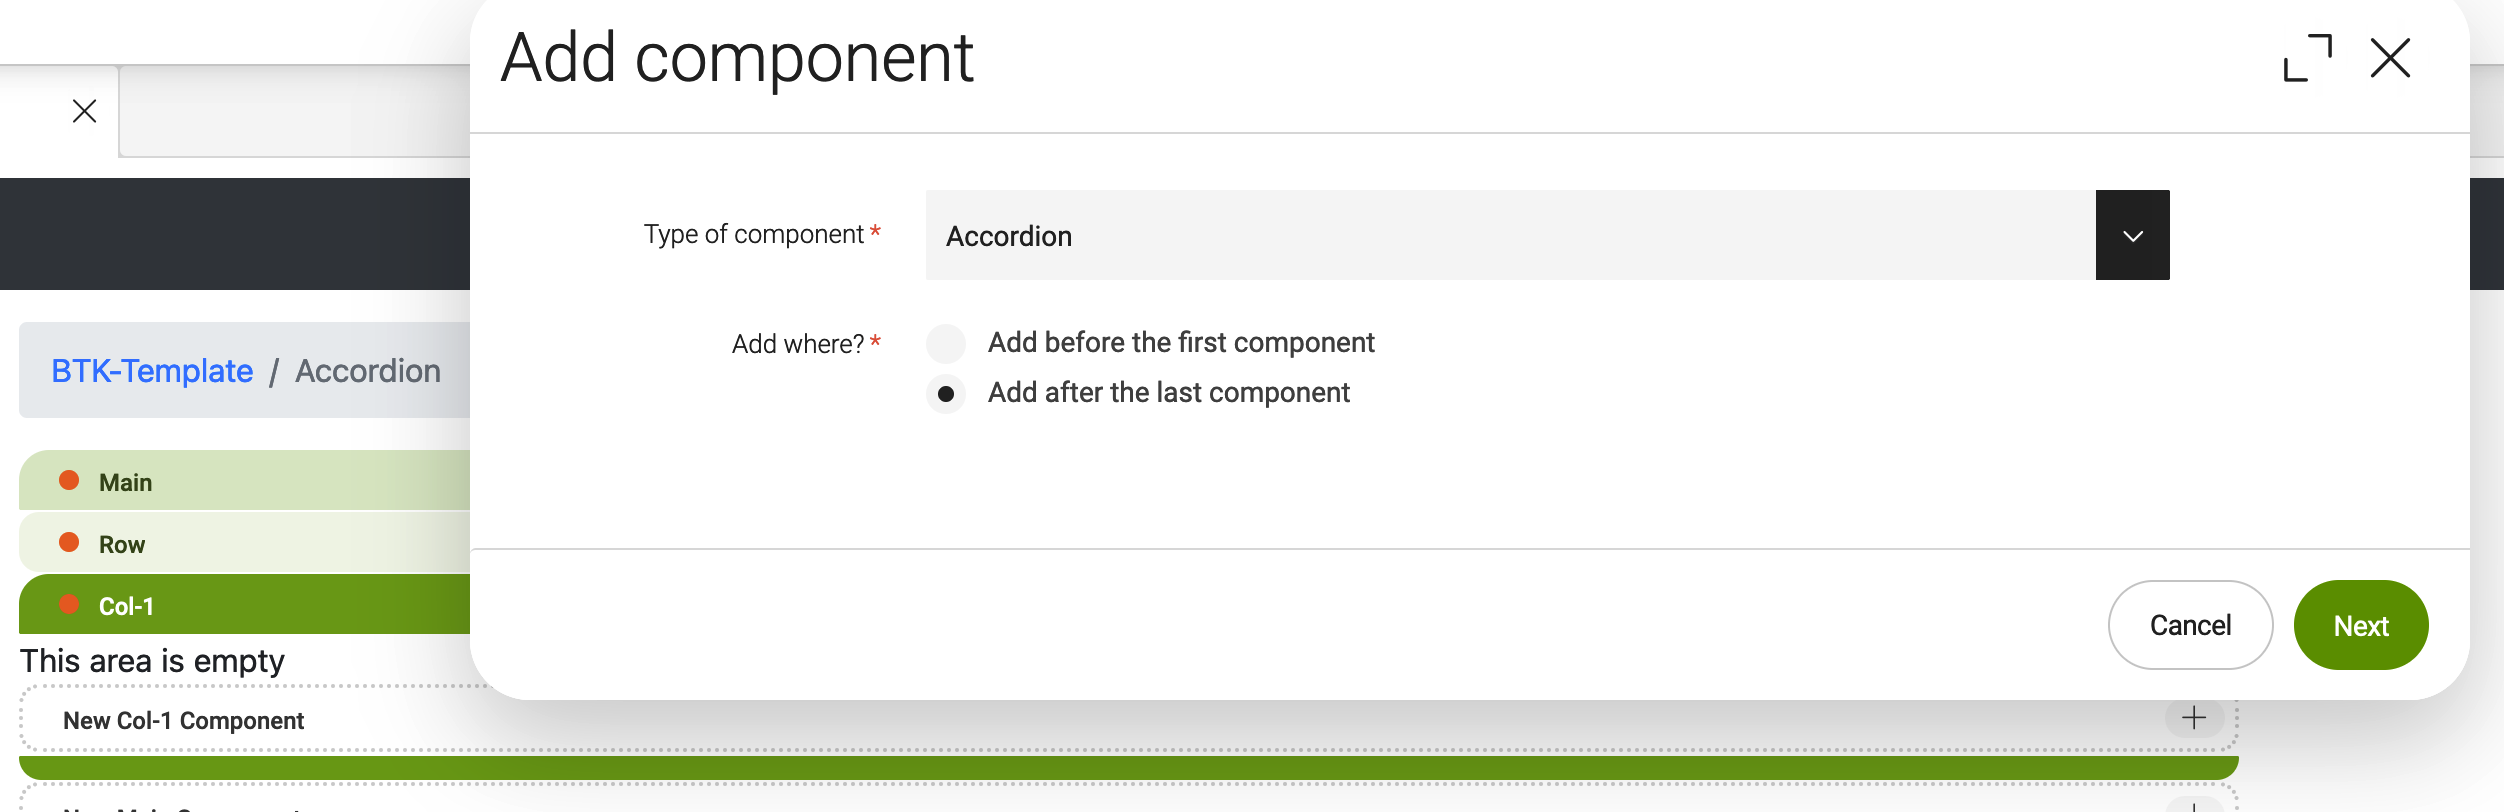 Add component
Type of component *
Accordion
Add where? *
Add before the first component
Add after the last component
Cancel
Next
BTK-Template / Accordion
Main
Row
Col-1
This area is empty
New Col-1 Component